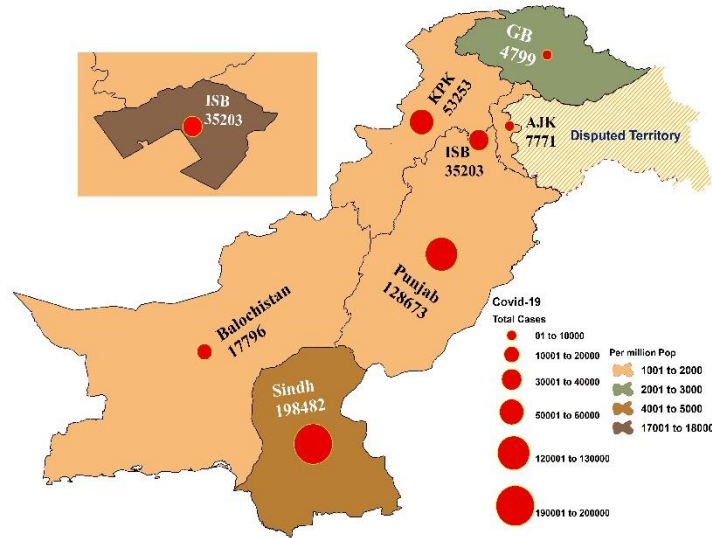 GB
4799
ISB
35203
KPK
53253
AJK
7771
Disputed Territory
ISB
35203
Punjab
128673
Balochistan
17796
Sindh
198482
Covid-19
Total Cases
01 to 10000
10001 to 20000
30001 to 40000
50001 to 60000
120001 to 130000
190001 to 200000
Per million Pop
1001 to 2000
2001 to 3000
4001 to 5000
17001 to 18000